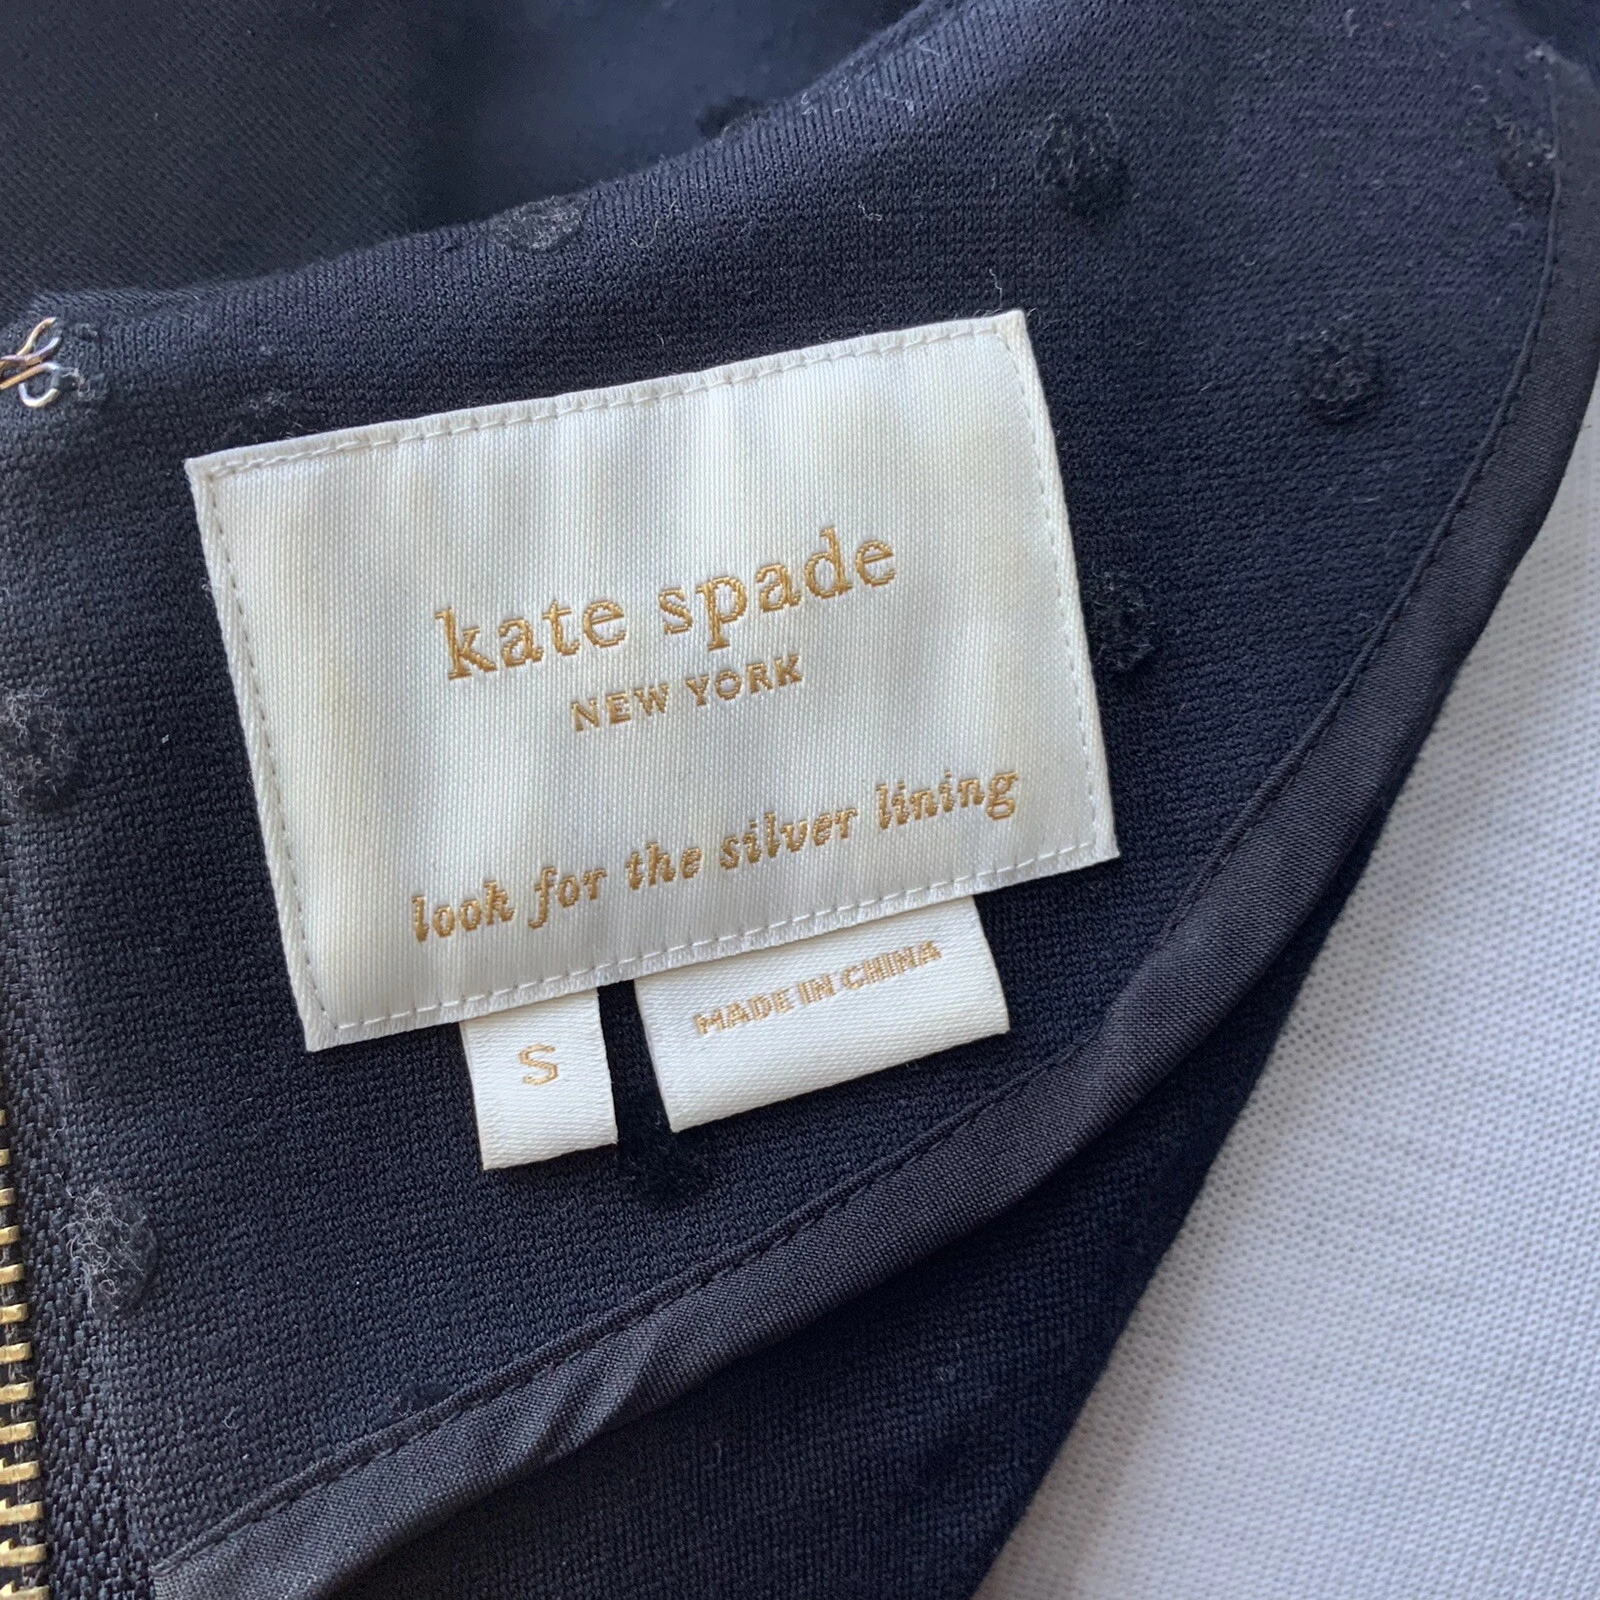 kate spade
NEW YORK
look for the silver lining
S
MADE IN CHINA